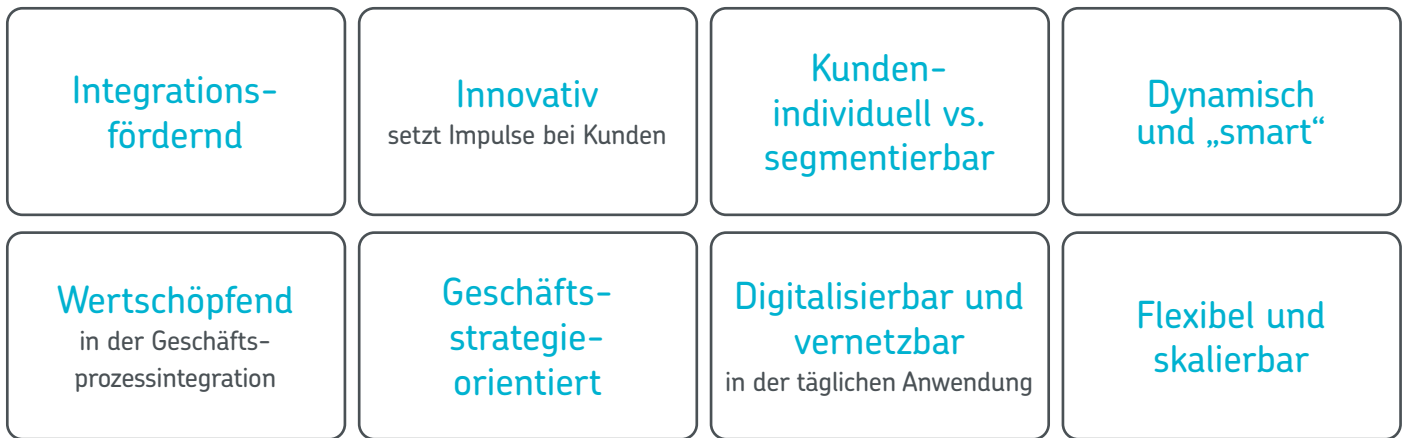 Integrations-
fördernd
Innovativ
setzt Impulse bei Kunden
Kunden-
individuell vs.
segmentierbar
Dynamisch
und „smart“
Wertschöpfend
in der Geschäfts-
prozessintegration
Geschäfts-
strategie-
orientiert
Digitalisierbar und
vernetzbar
in der täglichen Anwendung
Flexibel und
skalierbar